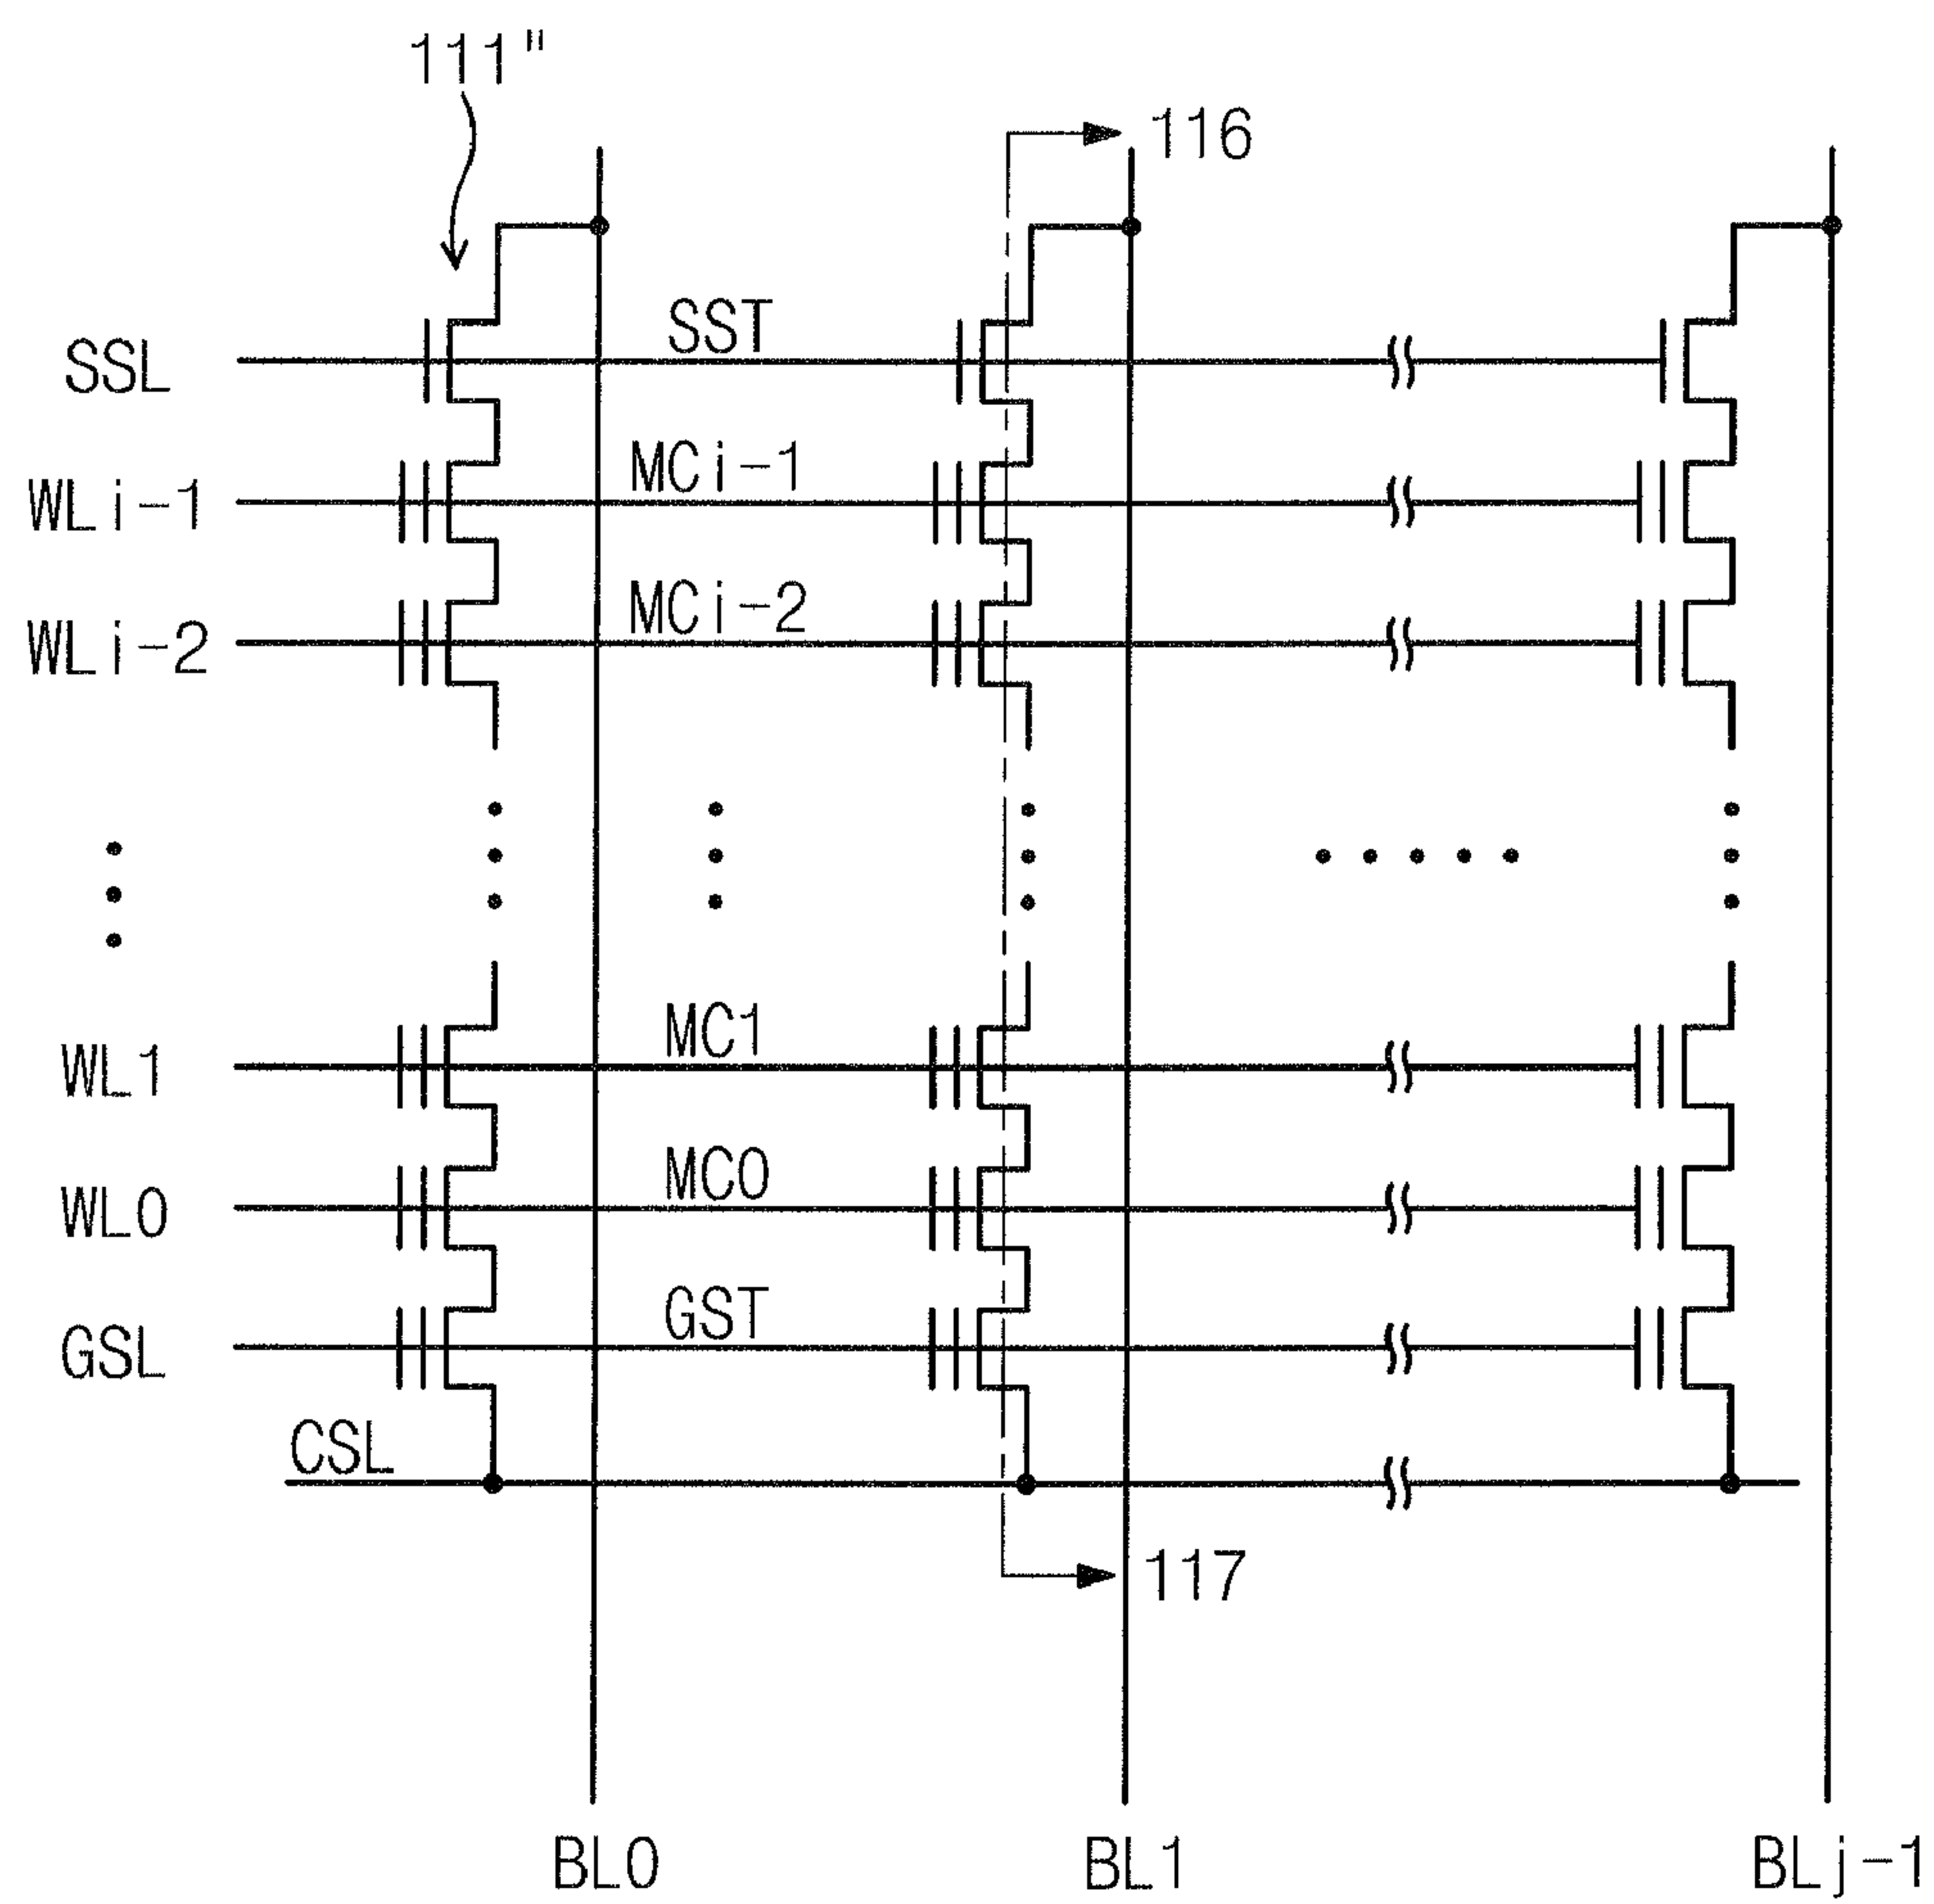 111"
116
SST
SSL
MCi-1
WLi-1
MCi-2
WLi-2
MC1
WL1
MC0
WL0
GST
GSL
CSL
117
BL0
BL1
BLj-1